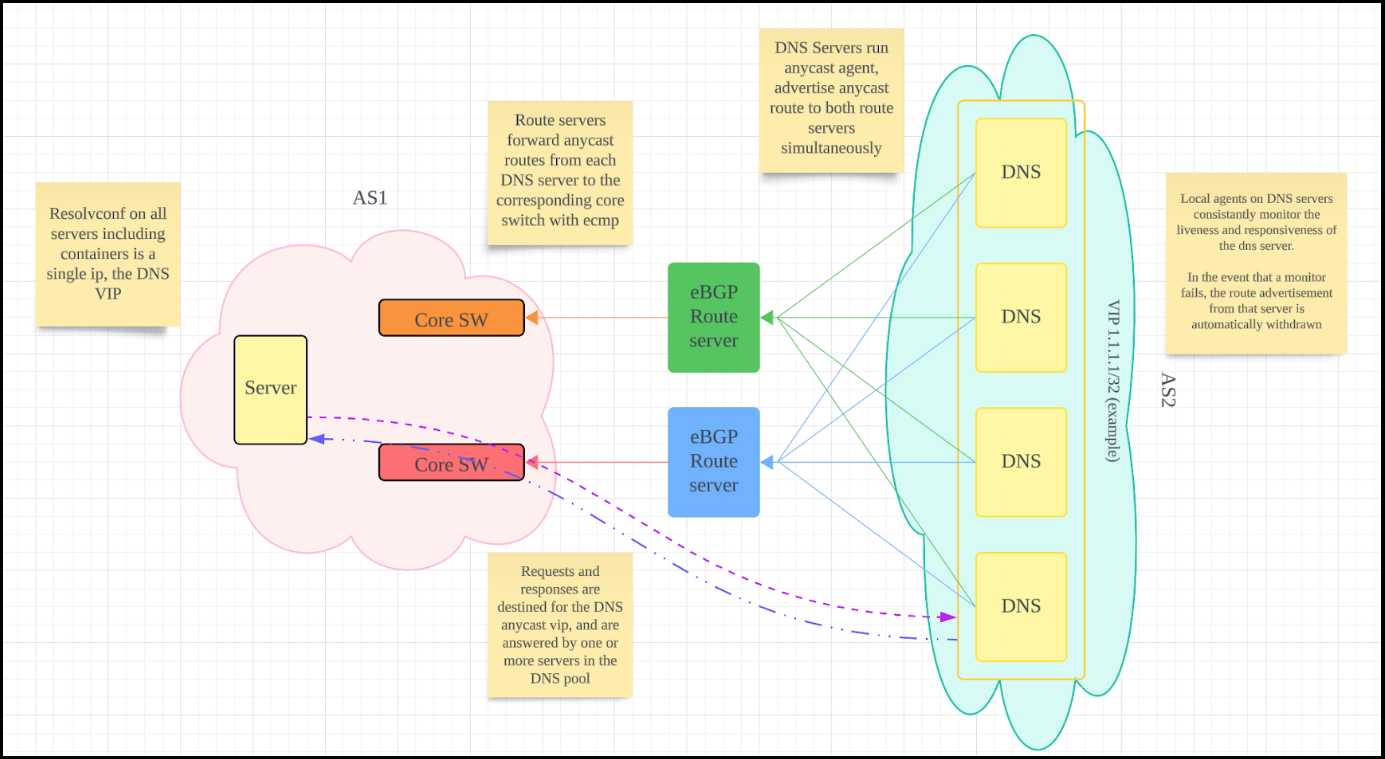 DNS Servers run
anycast agent,
advertise anycast
route to both route
servers
simultaneously
Route servers
forward anycast
routes from each
DNS server to the
corresponding core
switch with ecmp
Resolvconf on all
servers including
containers is a
single ip, the DNS
VIP
AS1
Local agents on DNS servers
consistantly monitor the
liveness and responsiveness of
the dns server.
In the event that a monitor
fails, the route advertisement
from that server is
automatically withdrawn
Core SW
Server
Core SW
eBGP
Route
server
eBGP
Route
server
DNS
DNS
DNS
DNS
VIP 1.1.1.1/32 (example)
AS2
Requests and
responses are
destined for the DNS
anycast vip, and are
answered by one or
more servers in the
DNS pool